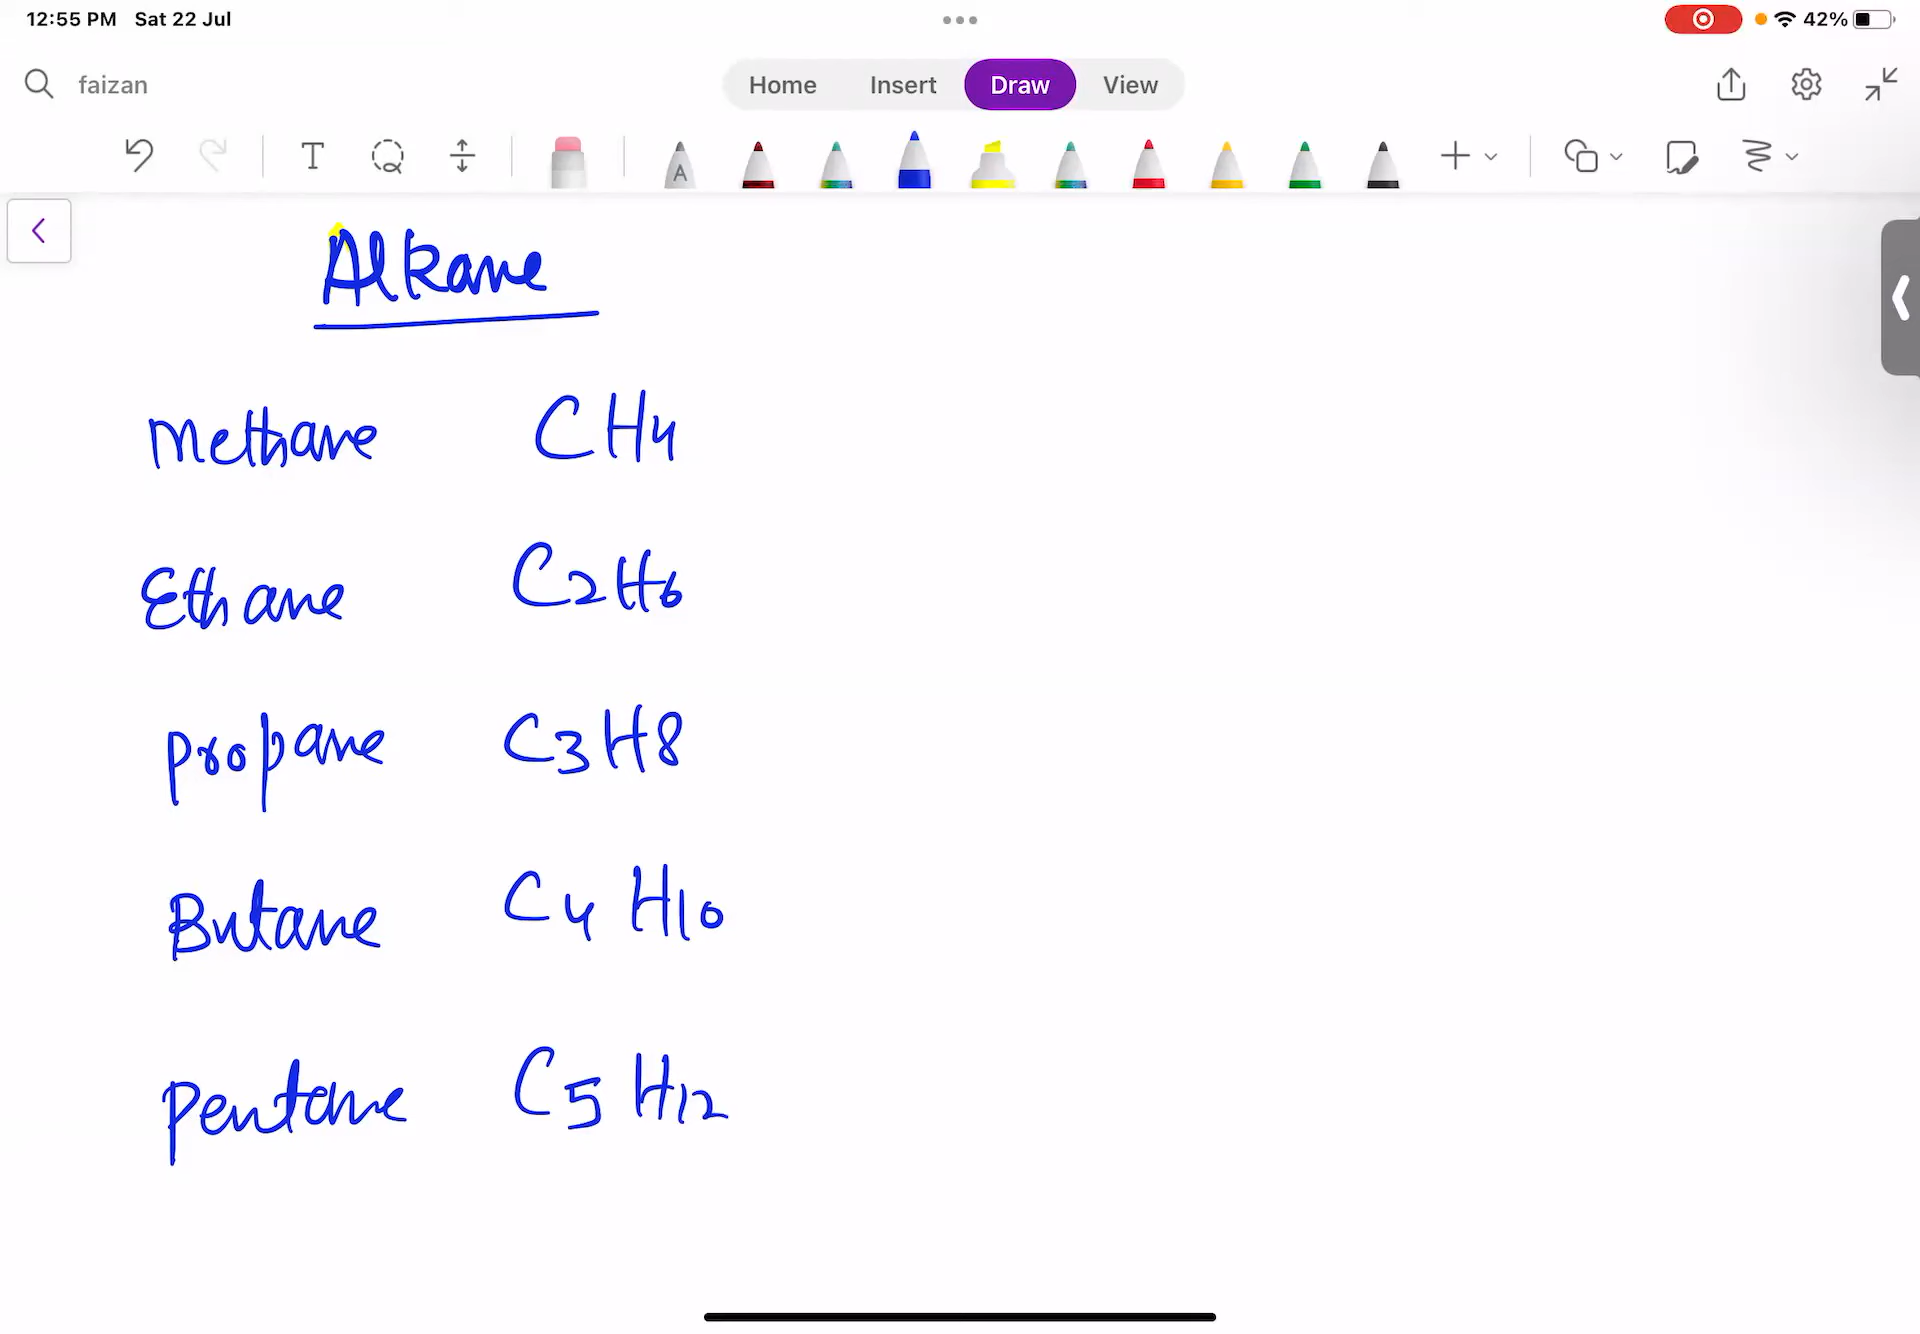 12:55 PM Sat 22 Jul
42%
faizan
Home Insert Draw View
T
A
Alkane
Methane CH4
Ethane C2H6
Propane C3H8
Butane C4H10
Pentane C5H12